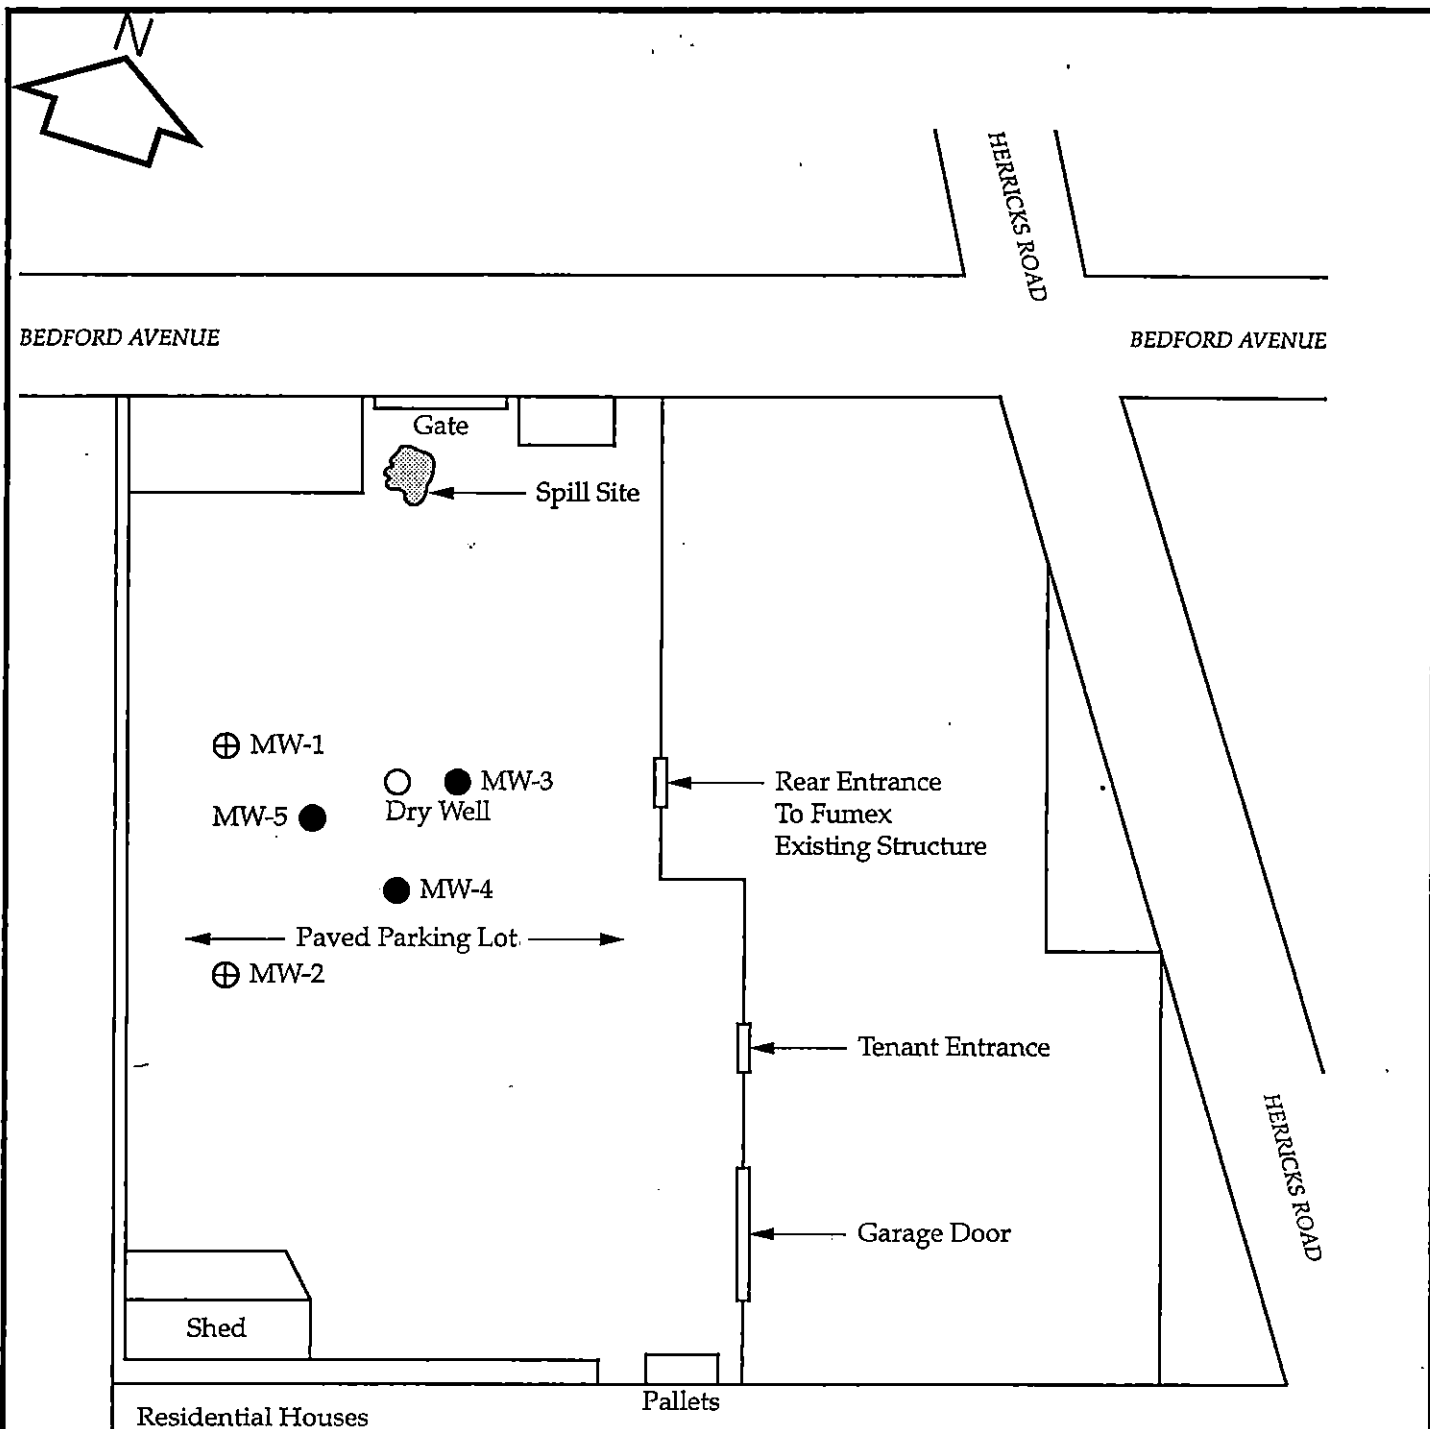 N
HERRICKS ROAD
BEDFORD AVENUE
BEDFORD AVENUE
Gate
Spill Site
MW-1
MW-3
Dry Well
MW-5
Rear Entrance
To Fumex
Existing Structure
MW-4
Paved Parking Lot
MW-2
Tenant Entrance
HERRICKS ROAD
Garage Door
Shed
Pallets
Residential Houses